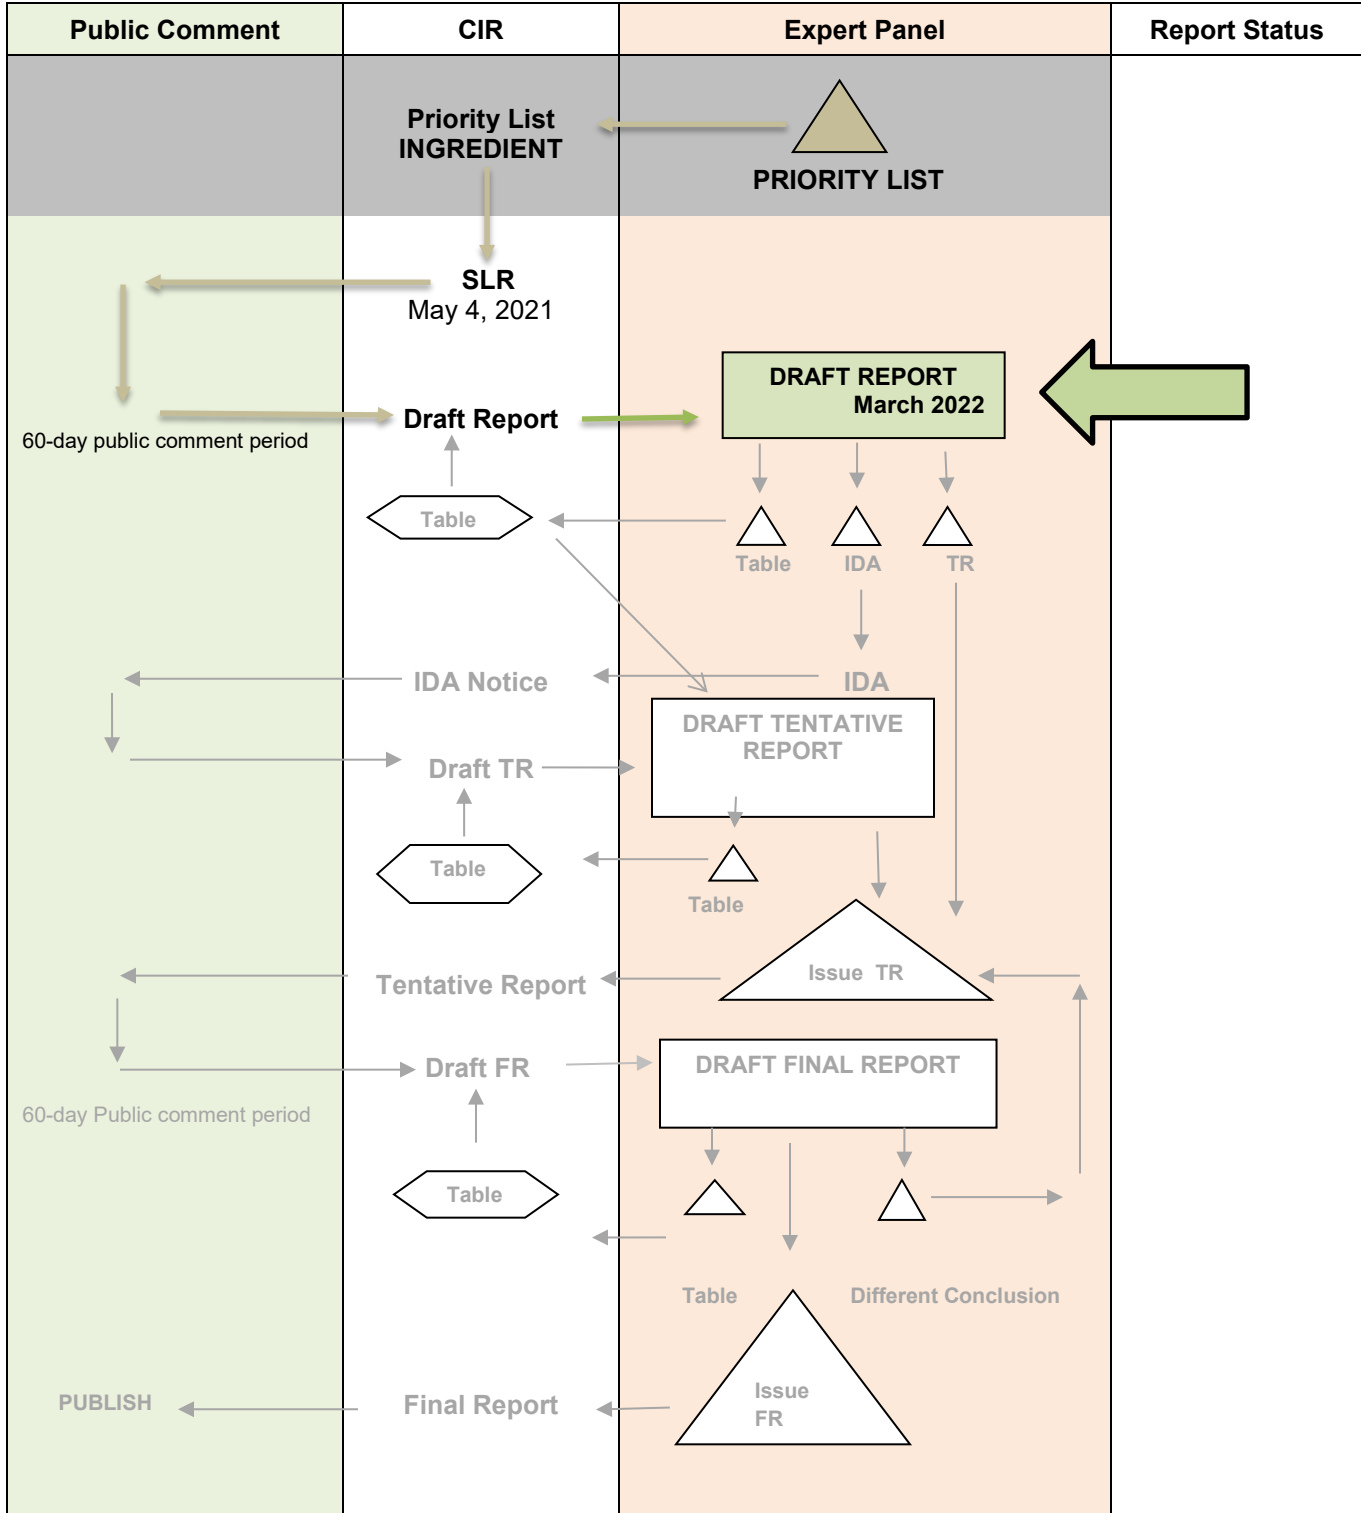 Public Comment
CIR
Expert Panel
Report Status
Priority List
INGREDIENT
PRIORITY LIST
SLR
May 4, 2021
60-day public comment period
Draft Report
DRAFT REPORT
March 2022
Table
Table
IDA
TR
IDA Notice
IDA
DRAFT TENTATIVE
REPORT
Draft TR
Table
Table
Issue TR
Tentative Report
Draft FR
DRAFT FINAL REPORT
60-day Public comment period
Table
Table
Different Conclusion
PUBLISH
Final Report
Issue
FR